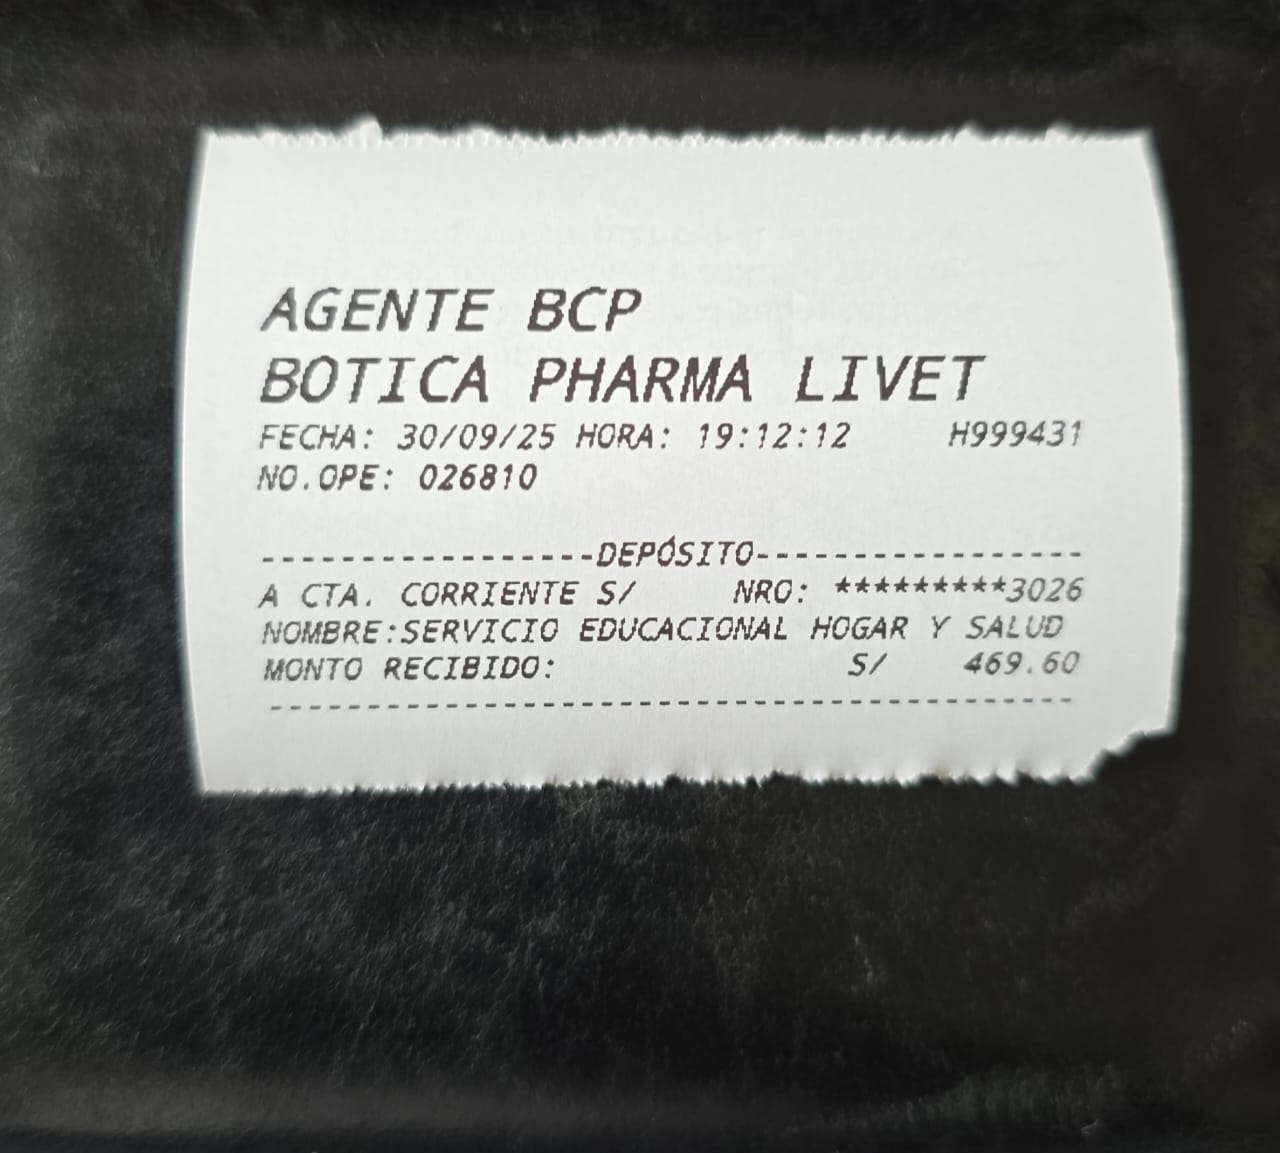 AGENTE BCP
BOTICA PHARMA LIVET
FECHA: 30/09/25 HORA: 19:12:12 H999431
NO.OPE: 026810
-----------------DEPÓSITO-----------------
A CTA. CORRIENTE S/ NRO: *********3026
NOMBRE:SERVICIO EDUCACIONAL HOGAR Y SALUD
MONTO RECIBIDO: S/ 469.60
-----------------------------------------